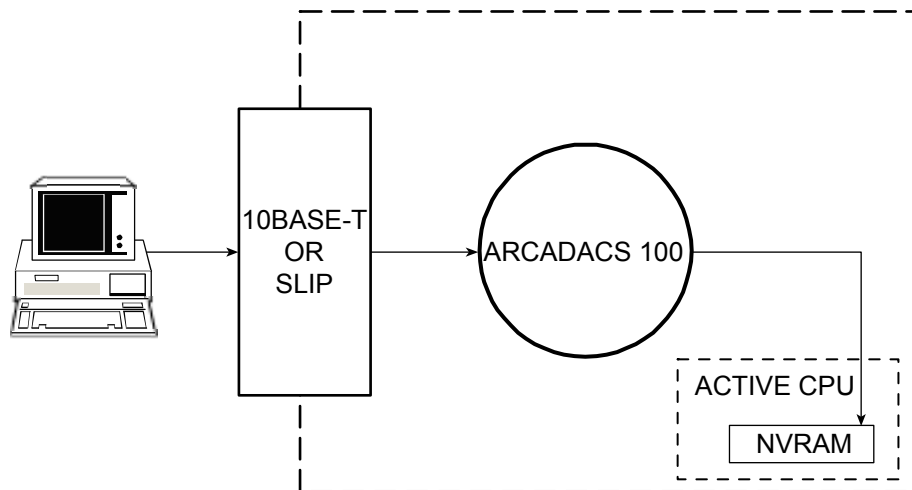 10BASE-T
OR
SLIP
ARCADACS 100
ACTIVE CPU
NVRAM